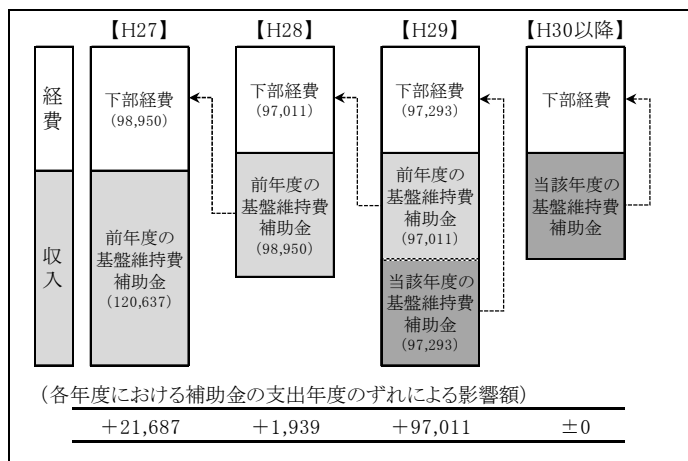 【H27】 【H28】 【H29】 【H30以降】
経費
下部経費
(98,950)
下部経費
(97,011)
下部経費
(97,293)
下部経費
収入
前年度の
基盤維持費
補助金
(120,637)
前年度の
基盤維持費
補助金
(98,950)
前年度の
基盤維持費
補助金
(97,011)
当該年度の
基盤維持費
補助金
(97,293)
当該年度の
基盤維持費
補助金
(各年度における補助金の支出年度のずれによる影響額)
+21,687 +1,939 +97,011 ±0